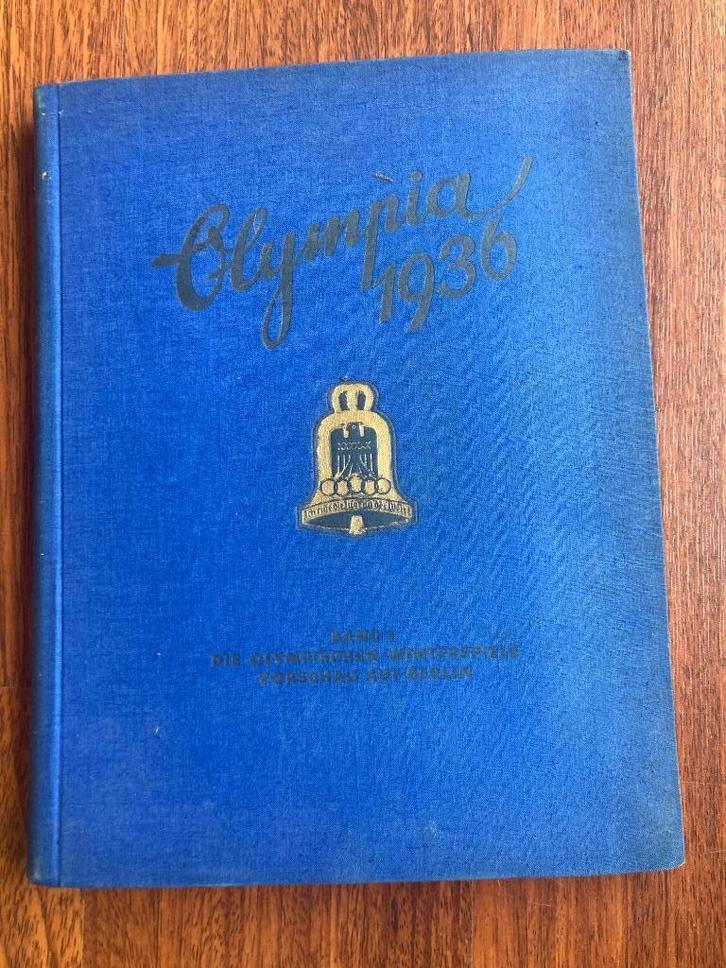 Olympia
1936
BAND I
DIE OLYMPISCHEN WINTERSPIELE
VORSCHAU AUF BERLIN